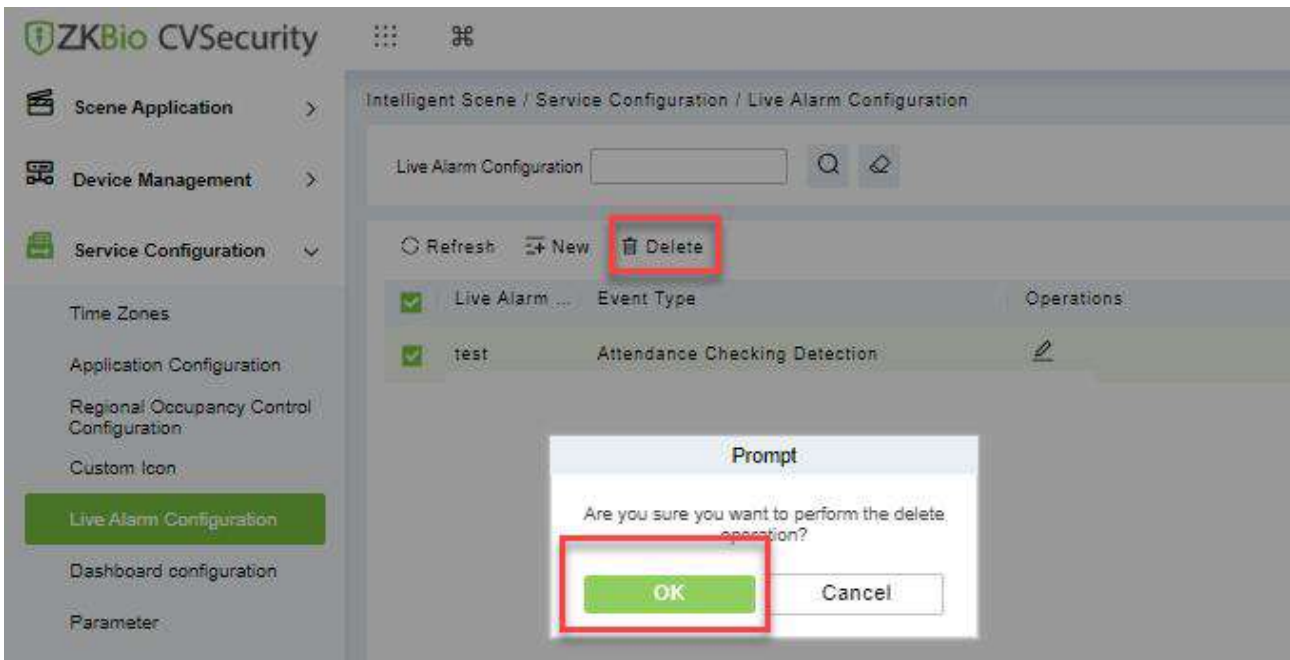 ZKBio CVSecurity
Scene Application
Device Management
Service Configuration
Time Zones
Application Configuration
Regional Occupancy Control
Configuration
Custom Icon
Live Alarm Configuration
Dashboard configuration
Parameter
Intelligent Scene / Service Configuration / Live Alarm Configuration
Live Alarm Configuration
Refresh New Delete
Live Alarm ... Event Type Operations
test Attendance Checking Detection
Prompt
Are you sure you want to perform the delete
operation?
OK Cancel